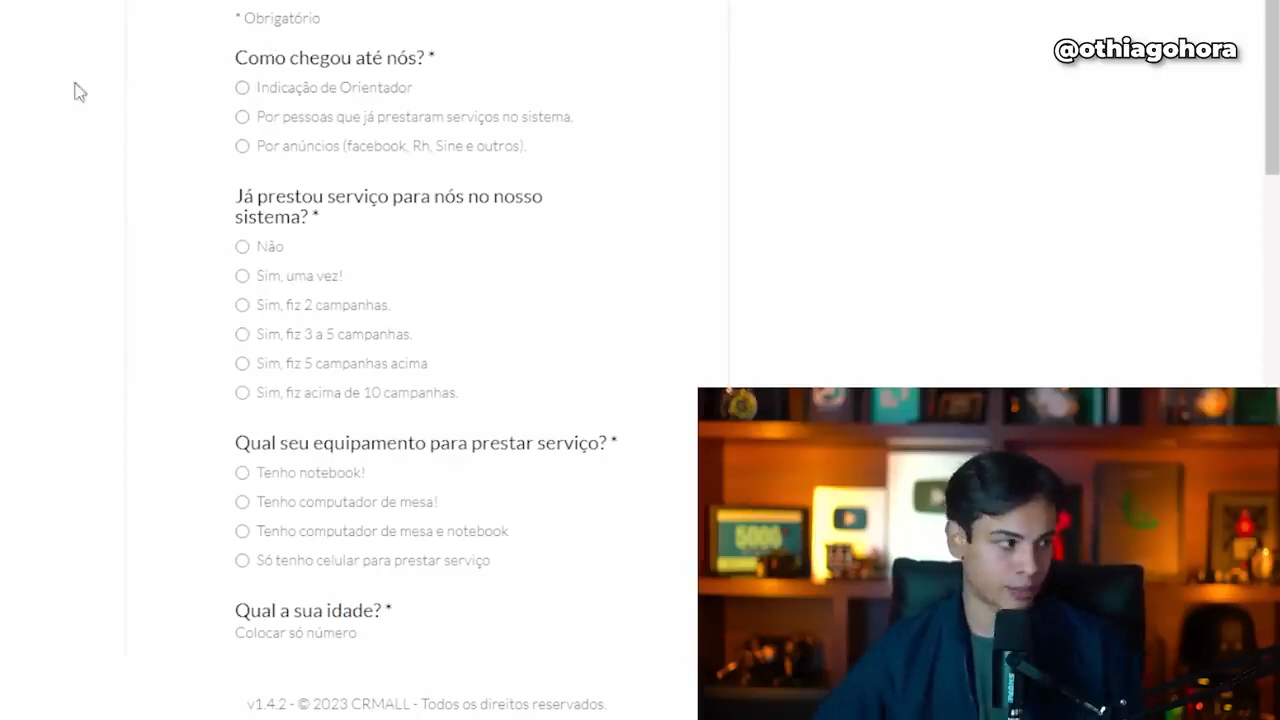 * Obrigatório
@othiagohora
Como chegou até nós? *
Indicação de Orientador
Por pessoas que já prestaram serviços no sistema.
Por anúncios (facebook, Rh, Sine e outros).
Já prestou serviço para nós no nosso
sistema? *
Não
Sim, uma vez!
Sim, fiz 2 campanhas.
Sim, fiz 3 a 5 campanhas.
Sim, fiz 5 campanhas acima
Sim, fiz acima de 10 campanhas.
Qual seu equipamento para prestar serviço? *
Tenho notebook!
Tenho computador de mesa!
Tenho computador de mesa e notebook
Só tenho celular para prestar serviço
Qual a sua idade? *
Colocar só número
v1.4.2 - © 2023 CRMALL - Todos os direitos reservados.
5000